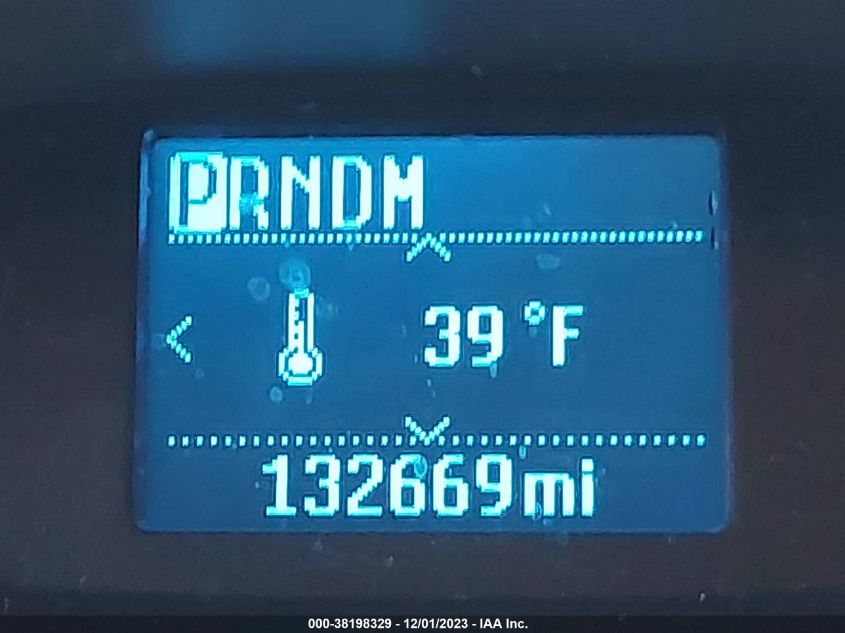 PRNDM
39 °F
132669mi
000-38198329 - 12/01/2023 - IAA Inc.